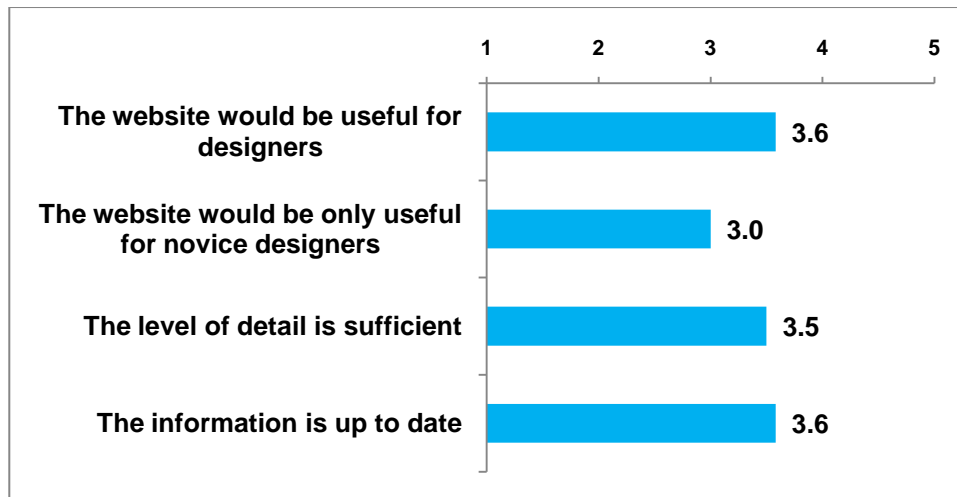 1 2 3 4 5
The website would be useful for
designers
3.6
The website would be only useful
for novice designers
3.0
The level of detail is sufficient
3.5
The information is up to date
3.6